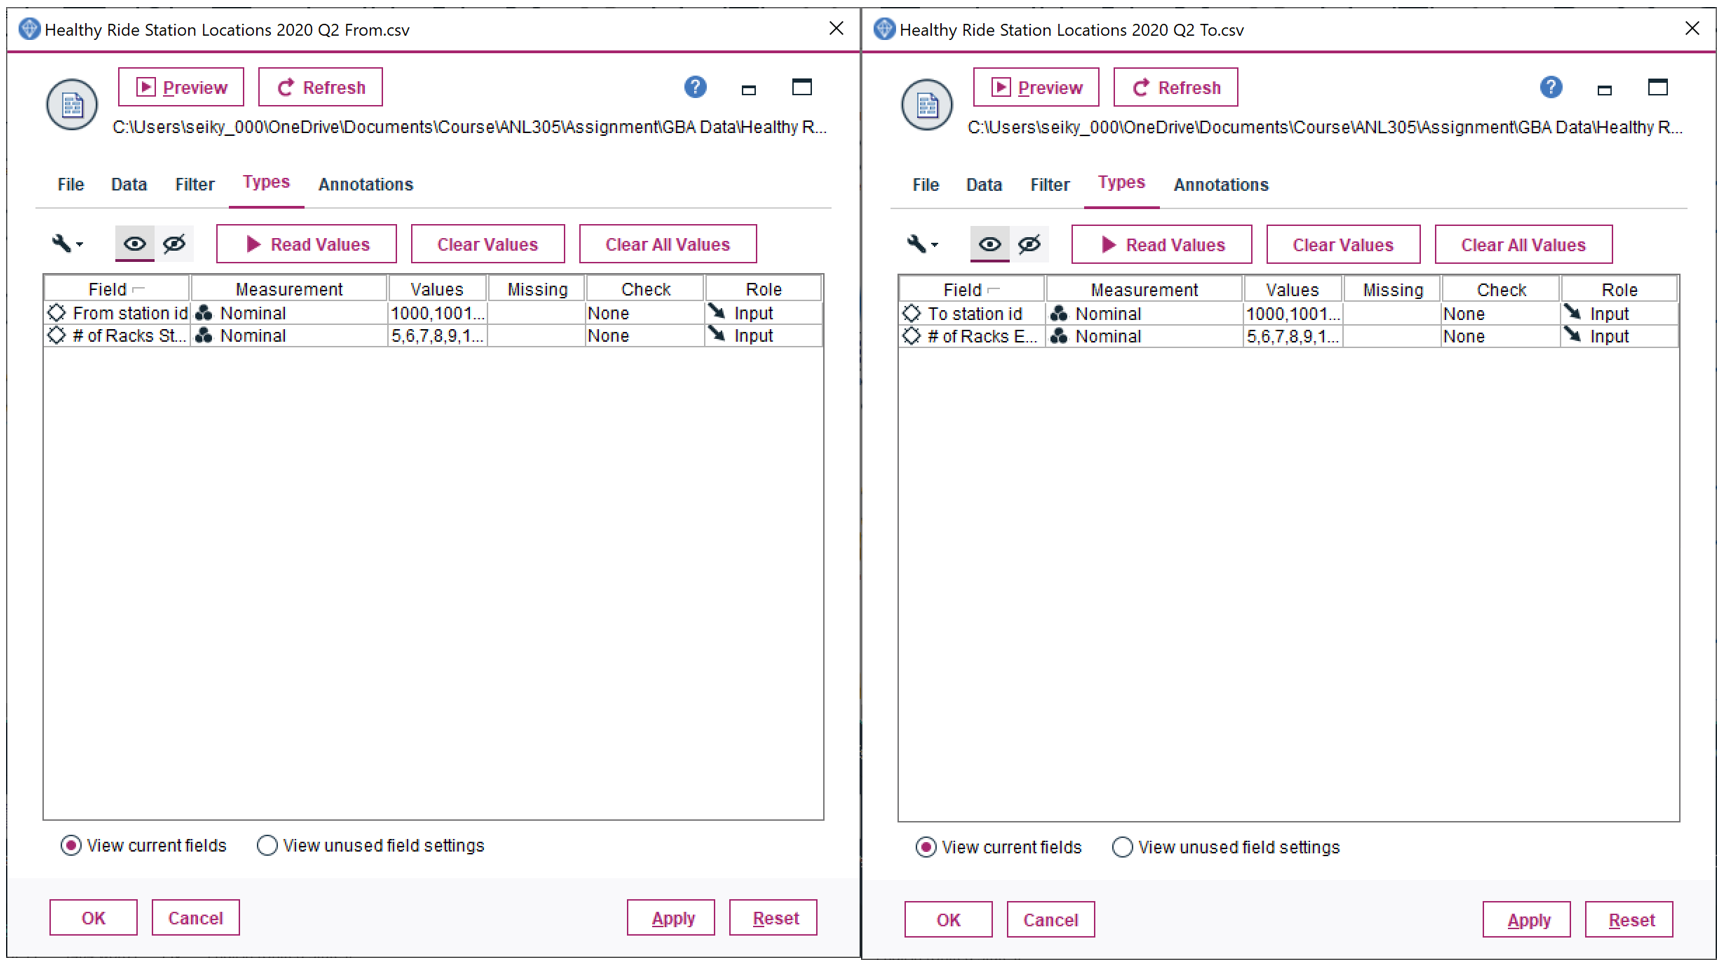 Healthy Ride Station Locations 2020 Q2 From.csv
Preview Refresh ?
C:\Users\seiky_000\OneDrive\Documents\Course\ANL305\Assignment\GBA Data\Healthy R...
File Data Filter Types Annotations
Read Values Clear Values Clear All Values
Field Measurement Values Missing Check Role
From station id Nominal 1000,1001... None Input
# of Racks St... Nominal 5,6,7,8,9,1... None Input
View current fields View unused field settings
OK Cancel Apply Reset
Healthy Ride Station Locations 2020 Q2 To.csv
Preview Refresh ?
C:\Users\seiky_000\OneDrive\Documents\Course\ANL305\Assignment\GBA Data\Healthy R...
File Data Filter Types Annotations
Read Values Clear Values Clear All Values
Field Measurement Values Missing Check Role
To station id Nominal 1000,1001... None Input
# of Racks E... Nominal 5,6,7,8,9,1... None Input
View current fields View unused field settings
OK Cancel Apply Reset